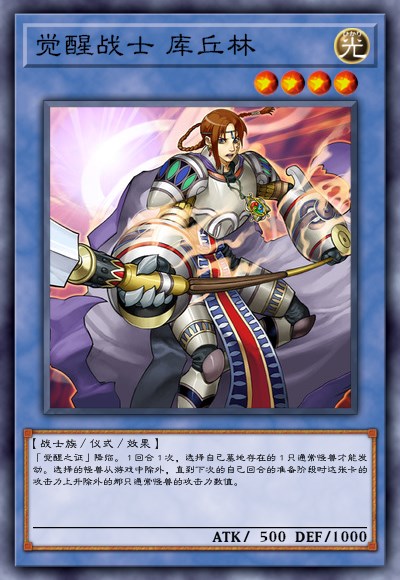 觉醒战士 库丘林
光
【战士族/仪式/效果】
「觉醒之证」降临。1回合1次，选择自己墓地存在的1只通常怪兽才能发
动。选择的怪兽从游戏中除外，直到下次的自己回合的准备阶段时这张卡的
攻击力上升除外的那只通常怪兽的攻击力数值。
ATK/ 500 DEF/1000